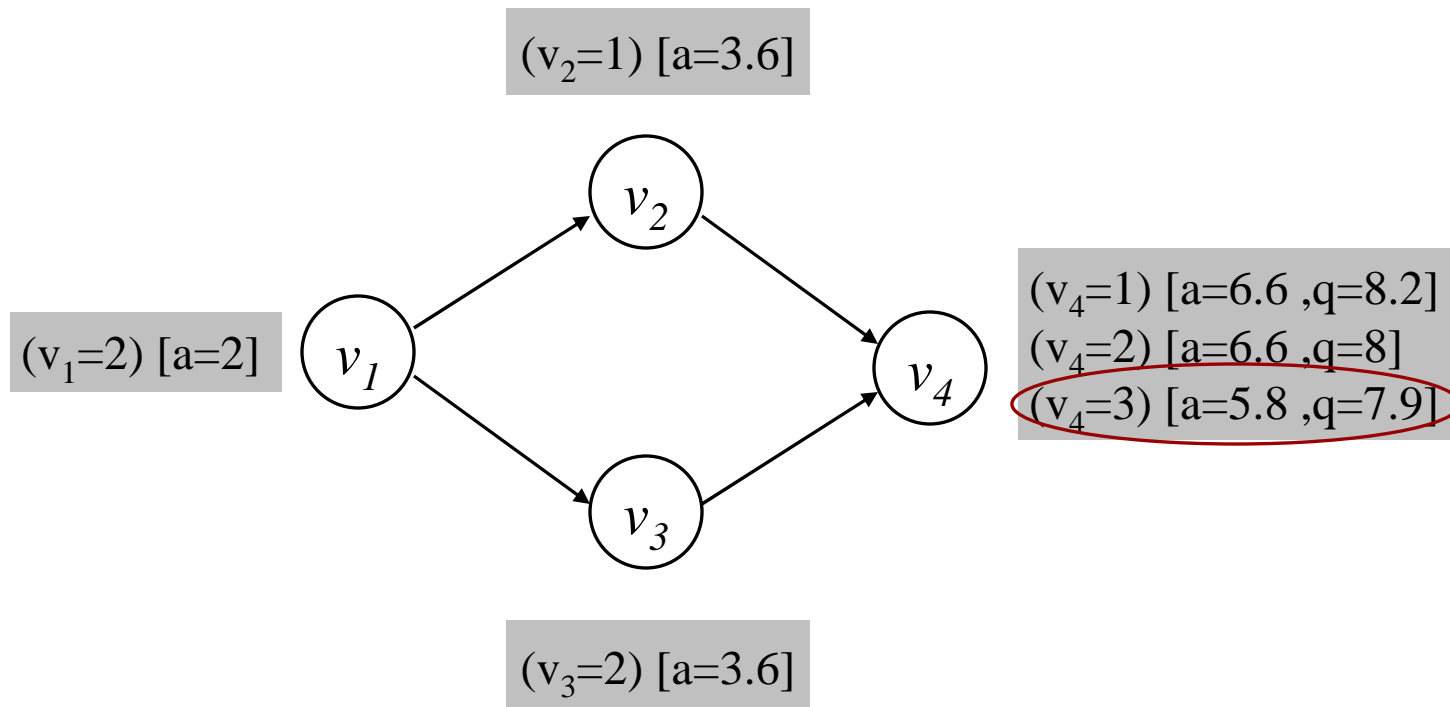 (v₂=1) [a=3.6]
v₂
(v₁=2) [a=2]
v₁
v₄
(v₄=1) [a=6.6 ,q=8.2]
(v₄=2) [a=6.6 ,q=8]
(v₄=3) [a=5.8 ,q=7.9]
v₃
(v₃=2) [a=3.6]